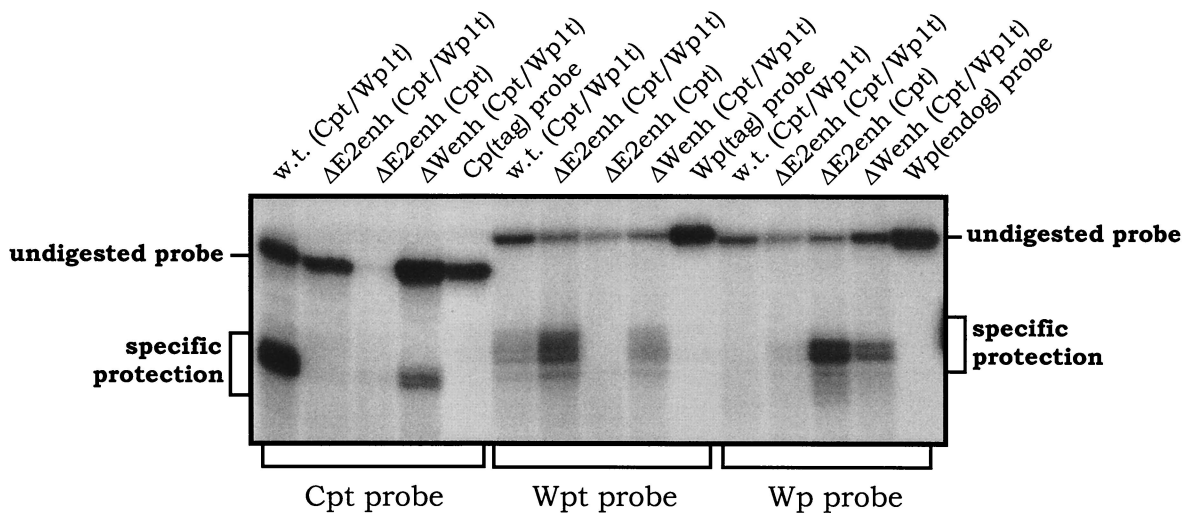 w.t. (Cpt/Wp1t)
ΔE2enh (Cpt/Wp1t)
ΔE2enh (Cpt)
ΔWenh (Cpt/Wp1t)
Cp(tag) probe
w.t. (Cpt/Wp1t)
ΔE2enh (Cpt/Wp1t)
ΔE2enh (Cpt)
ΔWenh (Cpt/Wp1t)
Wp(tag) probe
w.t. (Cpt/Wp1t)
ΔE2enh (Cpt/Wp1t)
ΔE2enh (Cpt)
ΔWenh (Cpt/Wp1t)
Wp(endog) probe
undigested probe
undigested probe
specific
protection
specific
protection
Cpt probe
Wpt probe
Wp probe